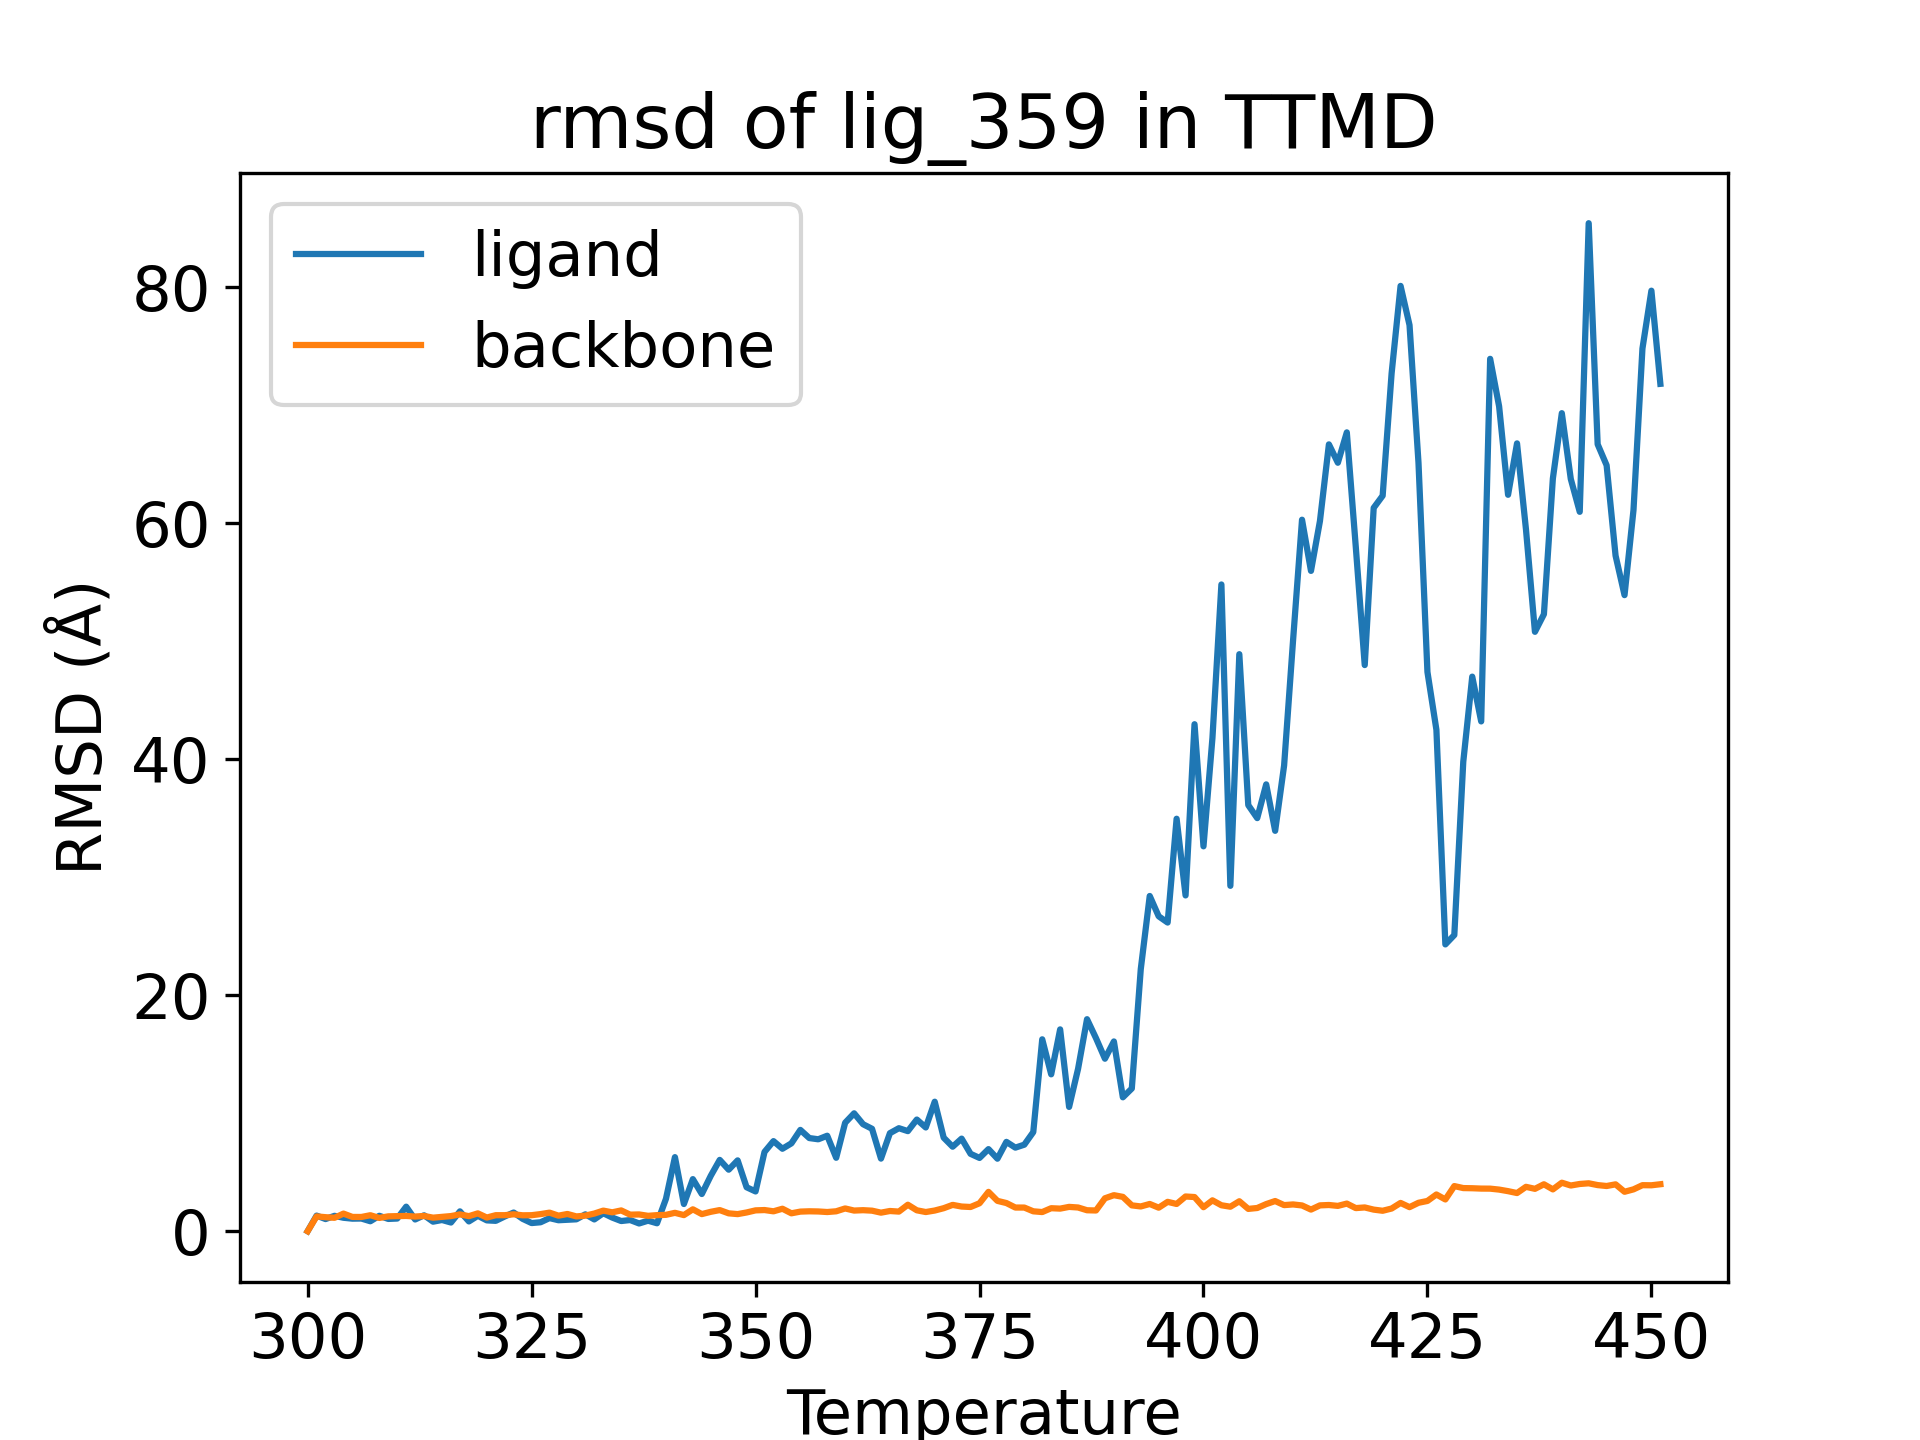 rmsd of lig_359 in TTMD
ligand
backbone
RMSD (Å)
80
60
40
20
0
300 325 350 375 400 425 450
Temperature